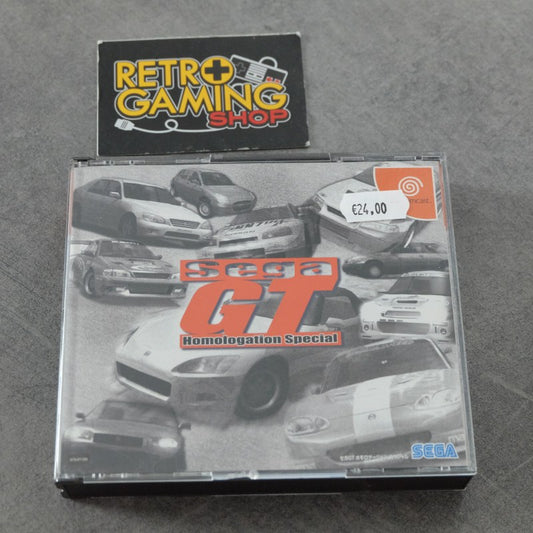 RETRO
GAMING
SHOP
€24,00
Sega
GT
Homologation Special
SEGA